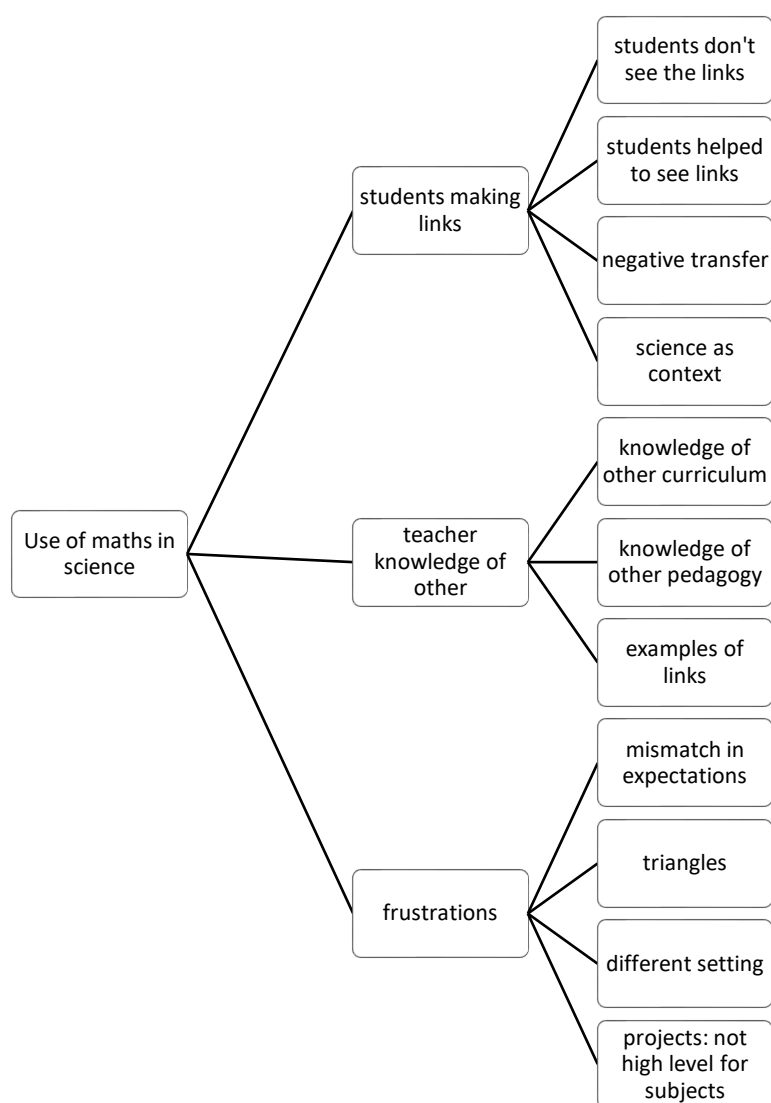 Use of maths in
science
students making
links
students don't
see the links
students helped
to see links
negative transfer
science as
context
teacher
knowledge of
other
knowledge of
other curriculum
knowledge of
other pedagogy
examples of
links
frustrations
mismatch in
expectations
triangles
different setting
projects: not
high level for
subjects